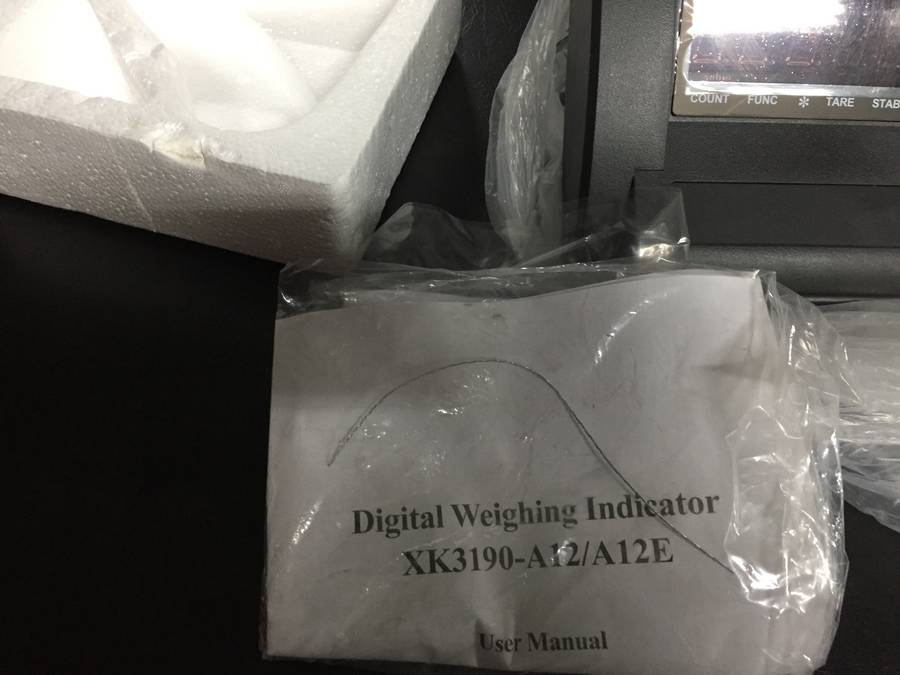 COUNT FUNC * TARE STAB
Digital Weighing Indicator
XK3190-A12/A12E
User Manual